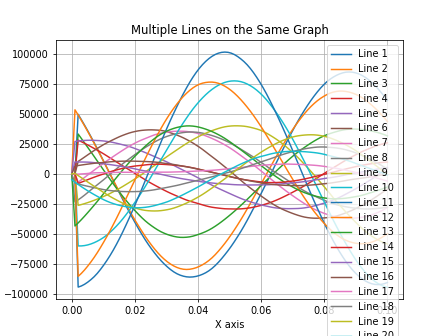 Multiple Lines on the Same Graph
100000
75000
50000
25000
0
−25000
−50000
−75000
−100000
0.00
0.02
0.04
0.06
0.08
0.10
X axis
Line 1
Line 2
Line 3
Line 4
Line 5
Line 6
Line 7
Line 8
Line 9
Line 10
Line 11
Line 12
Line 13
Line 14
Line 15
Line 16
Line 17
Line 18
Line 19
Line 20